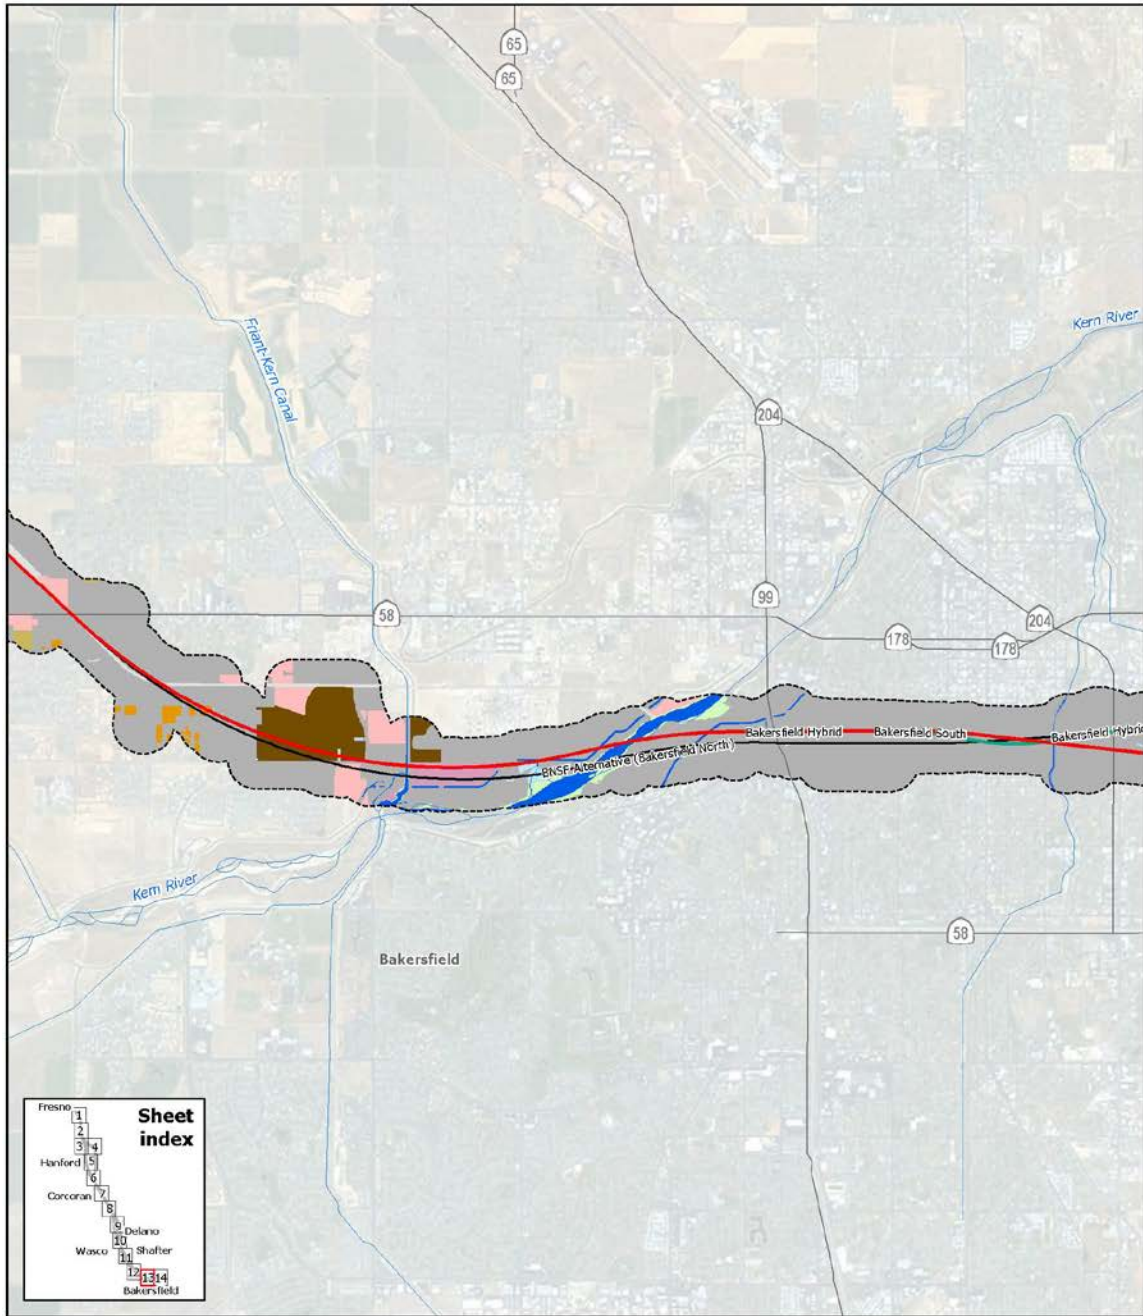 65
65
Kern River
Friant-Kern Canal
204
58
99
204
178
178
Bakersfield Hybrid
Bakersfield South
Bakersfield Hybrid
BNSF Alternative (Bakersfield North)
Kern River
58
Bakersfield
Sheet
index
Fresno
1
2
3
4
Hanford
5
6
Corcoran
7
8
9
Delano
10
Wasco
Shafter
11
12
13
14
Bakersfield